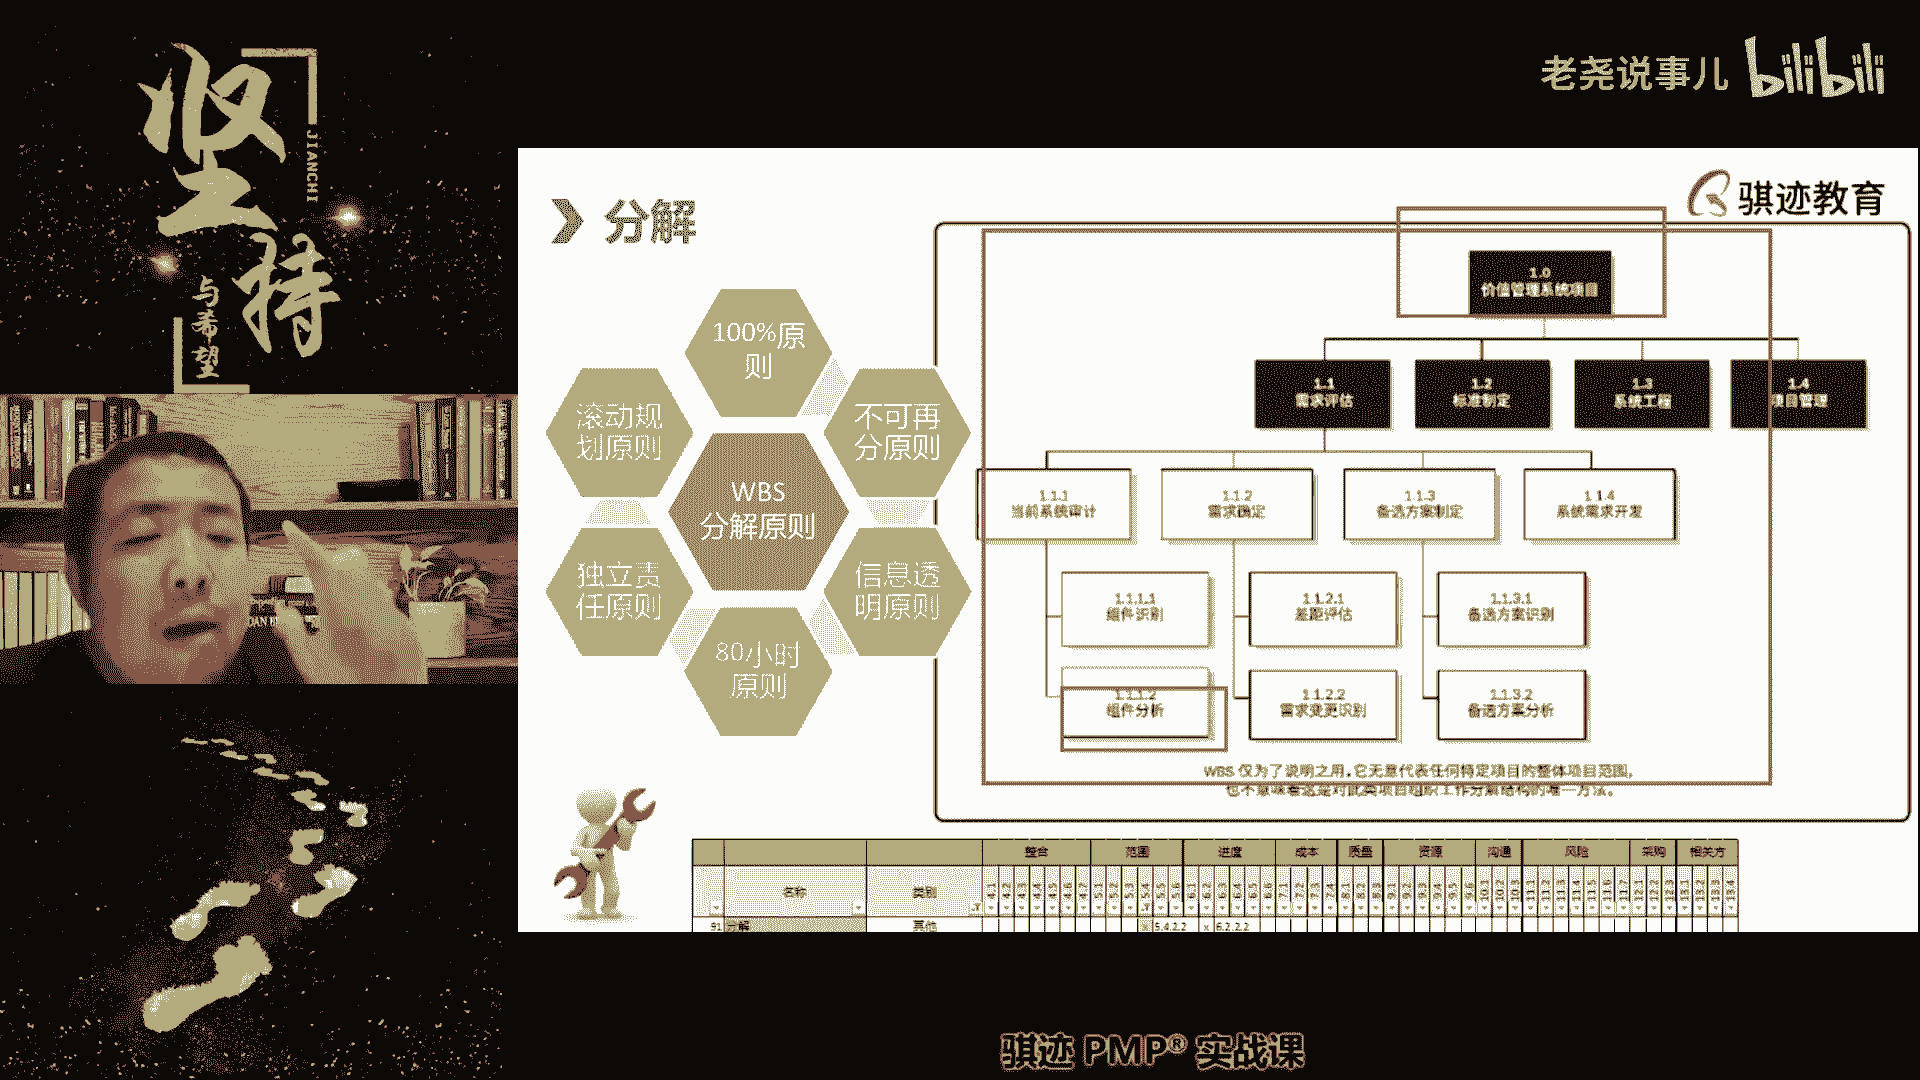 坚持
JIANCHI
与希望
老尧说事儿 bilibili
骐迹教育
分解
100%原
则
滚动规
划原则
不可再
分原则
WBS
分解原则
独立责
任原则
信息透
明原则
80小时
原则
1.0
价值管理系统项目
1.1
需求评估
1.2
标准制定
1.3
系统工程
1.4
项目管理
1.1.1
当前系统审计
1.1.2
需求确定
1.1.3
备选方案制定
1.1.4
系统需求开发
1.1.1.1
组件识别
1.1.2.1
差距评估
1.1.3.1
备选方案识别
1.1.1.2
组件分析
1.1.2.2
需求变更识别
1.1.3.2
备选方案分析
WBS 仅为了说明之用,它无意代表任何特定项目的整体项目范围,
也不意味着这是对此类项目组织工作分解结构的唯一方法。
整合 范围 进度 成本 质量 资源 沟通 风险 采购 相关方
名称 类别
91 分解 其他 x 5.4.2.2 x 6.2.2.2
骐迹 PMP® 实战课